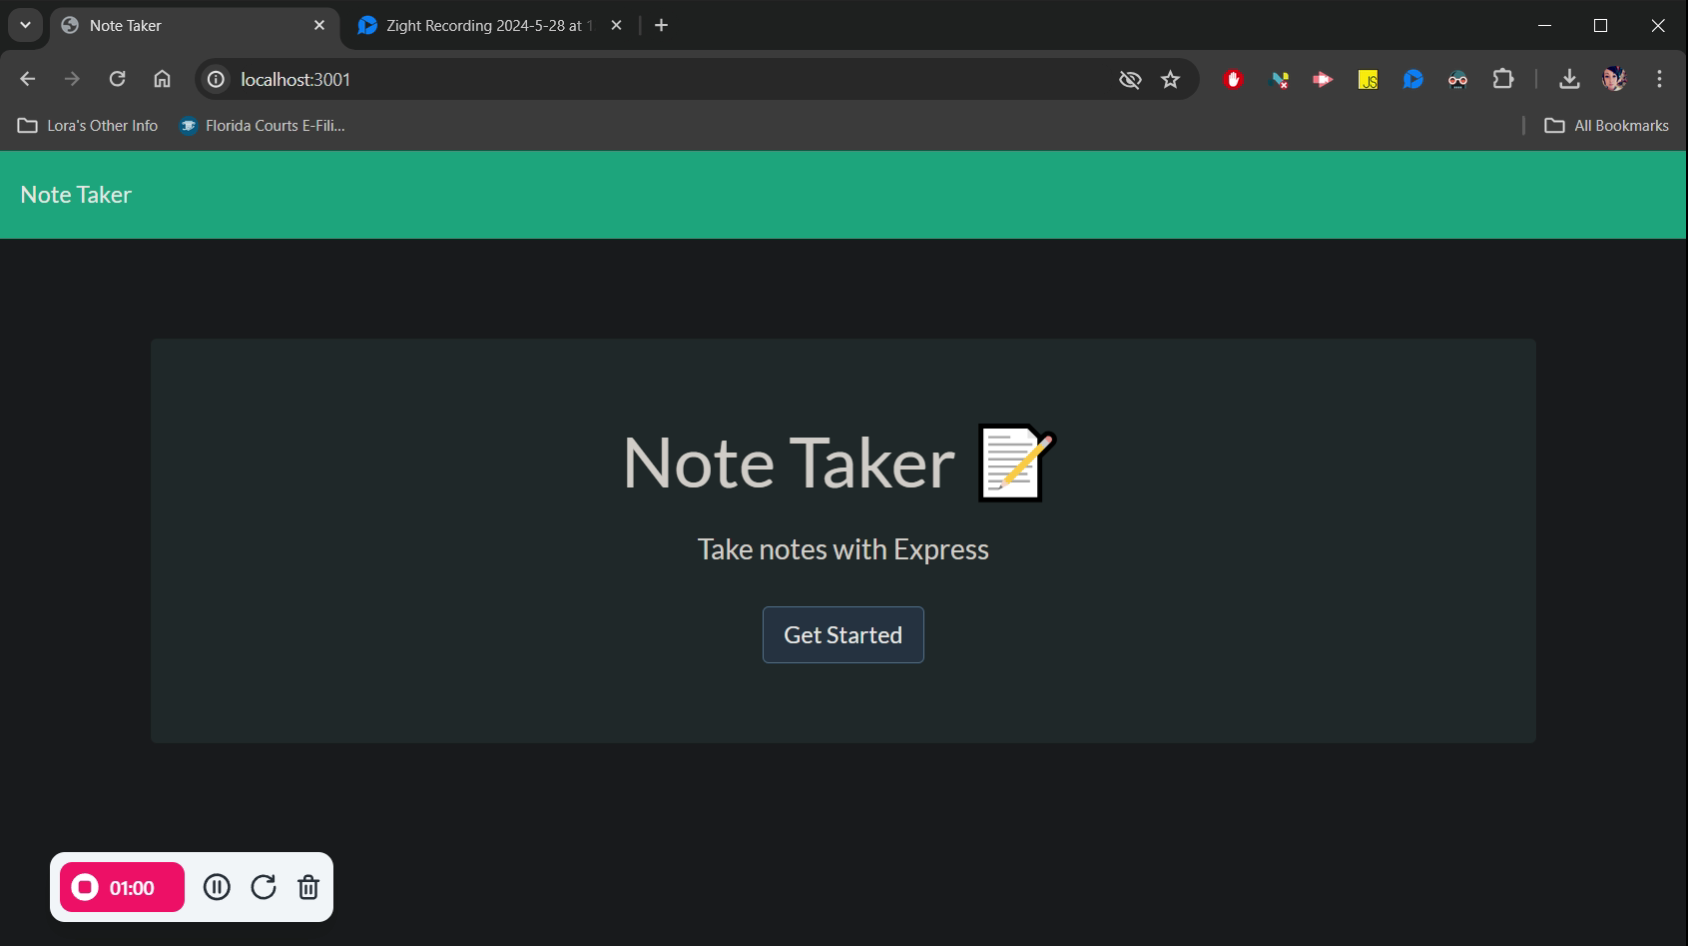 Note Taker
Zight Recording 2024-5-28 at 1
localhost:3001
JS
Lora's Other Info
Florida Courts E-Fili...
All Bookmarks
Note Taker
Note Taker
Take notes with Express
Get Started
01:00